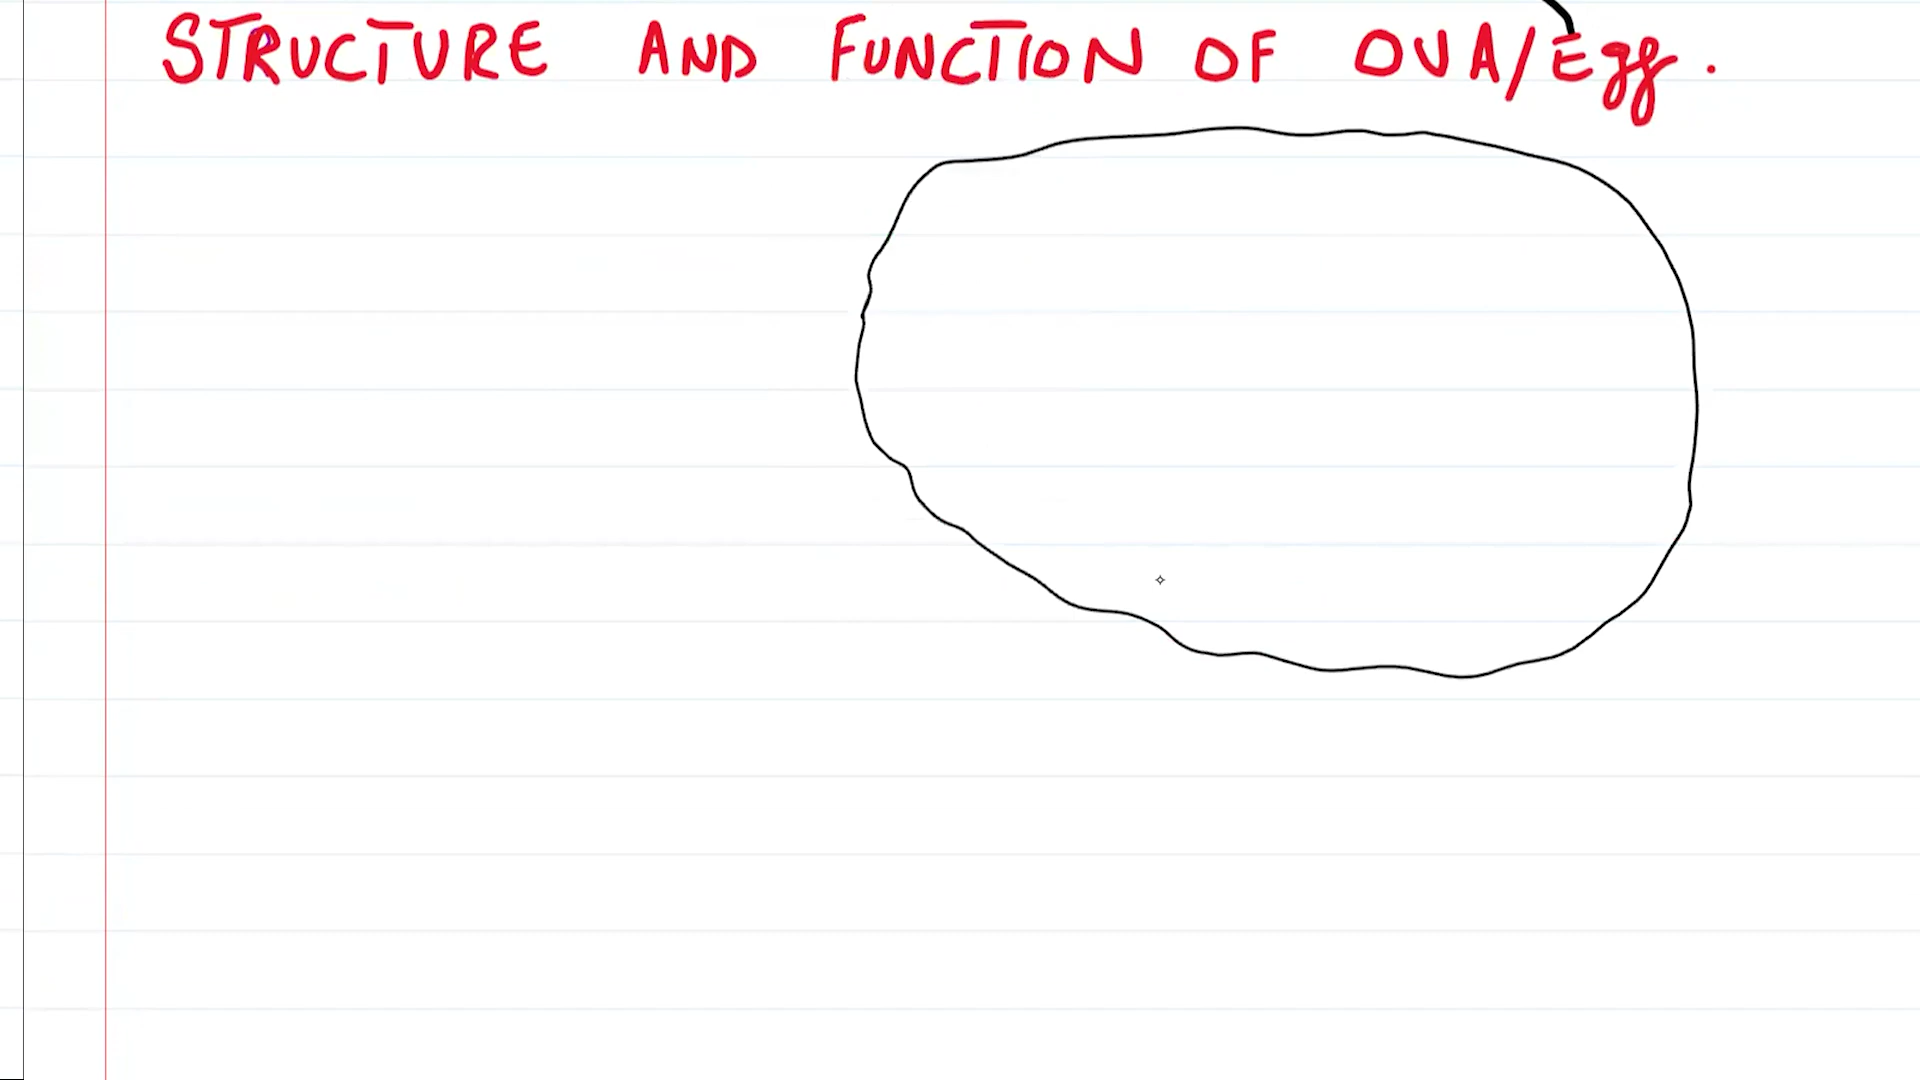 STRUCTURE AND FUNCTION OF OVA/Egg.